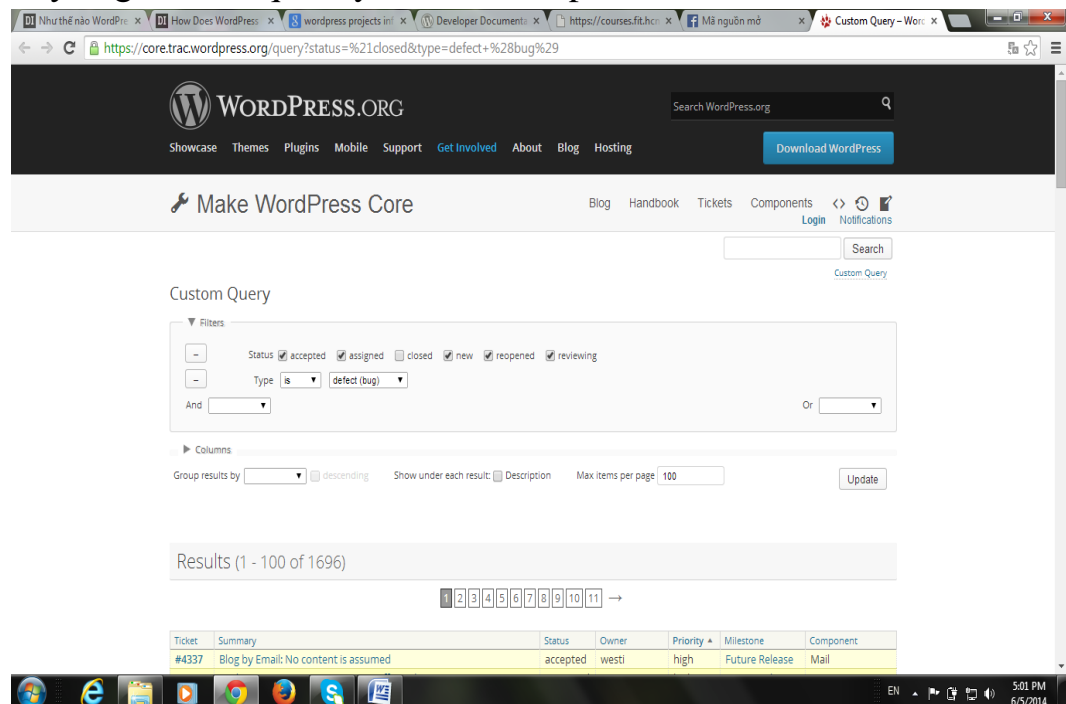 Như thế nào WordPre
How Does WordPress
wordpress projects inf
Developer Documenta
https://courses.fit.hcm
Mã nguồn mở
Custom Query – Word
https://core.trac.wordpress.org/query?status=%21closed&type=defect+%28bug%29
WORDPRESS.ORG
Search WordPress.org
Showcase Themes Plugins Mobile Support Get Involved About Blog Hosting
Download WordPress
Make WordPress Core
Blog Handbook Tickets Components
Login Notifications
Search
Custom Query
Custom Query
Filters
– Status accepted assigned closed new reopened reviewing
– Type is defect (bug)
And Or
Columns
Group results by descending Show under each result: Description Max items per page 100
Update
Results (1 - 100 of 1696)
1 2 3 4 5 6 7 8 9 10 11 →
Ticket Summary Status Owner Priority Milestone Component
#4337 Blog by Email: No content is assumed accepted westi high Future Release Mail
EN
5:01 PM
6/5/2014